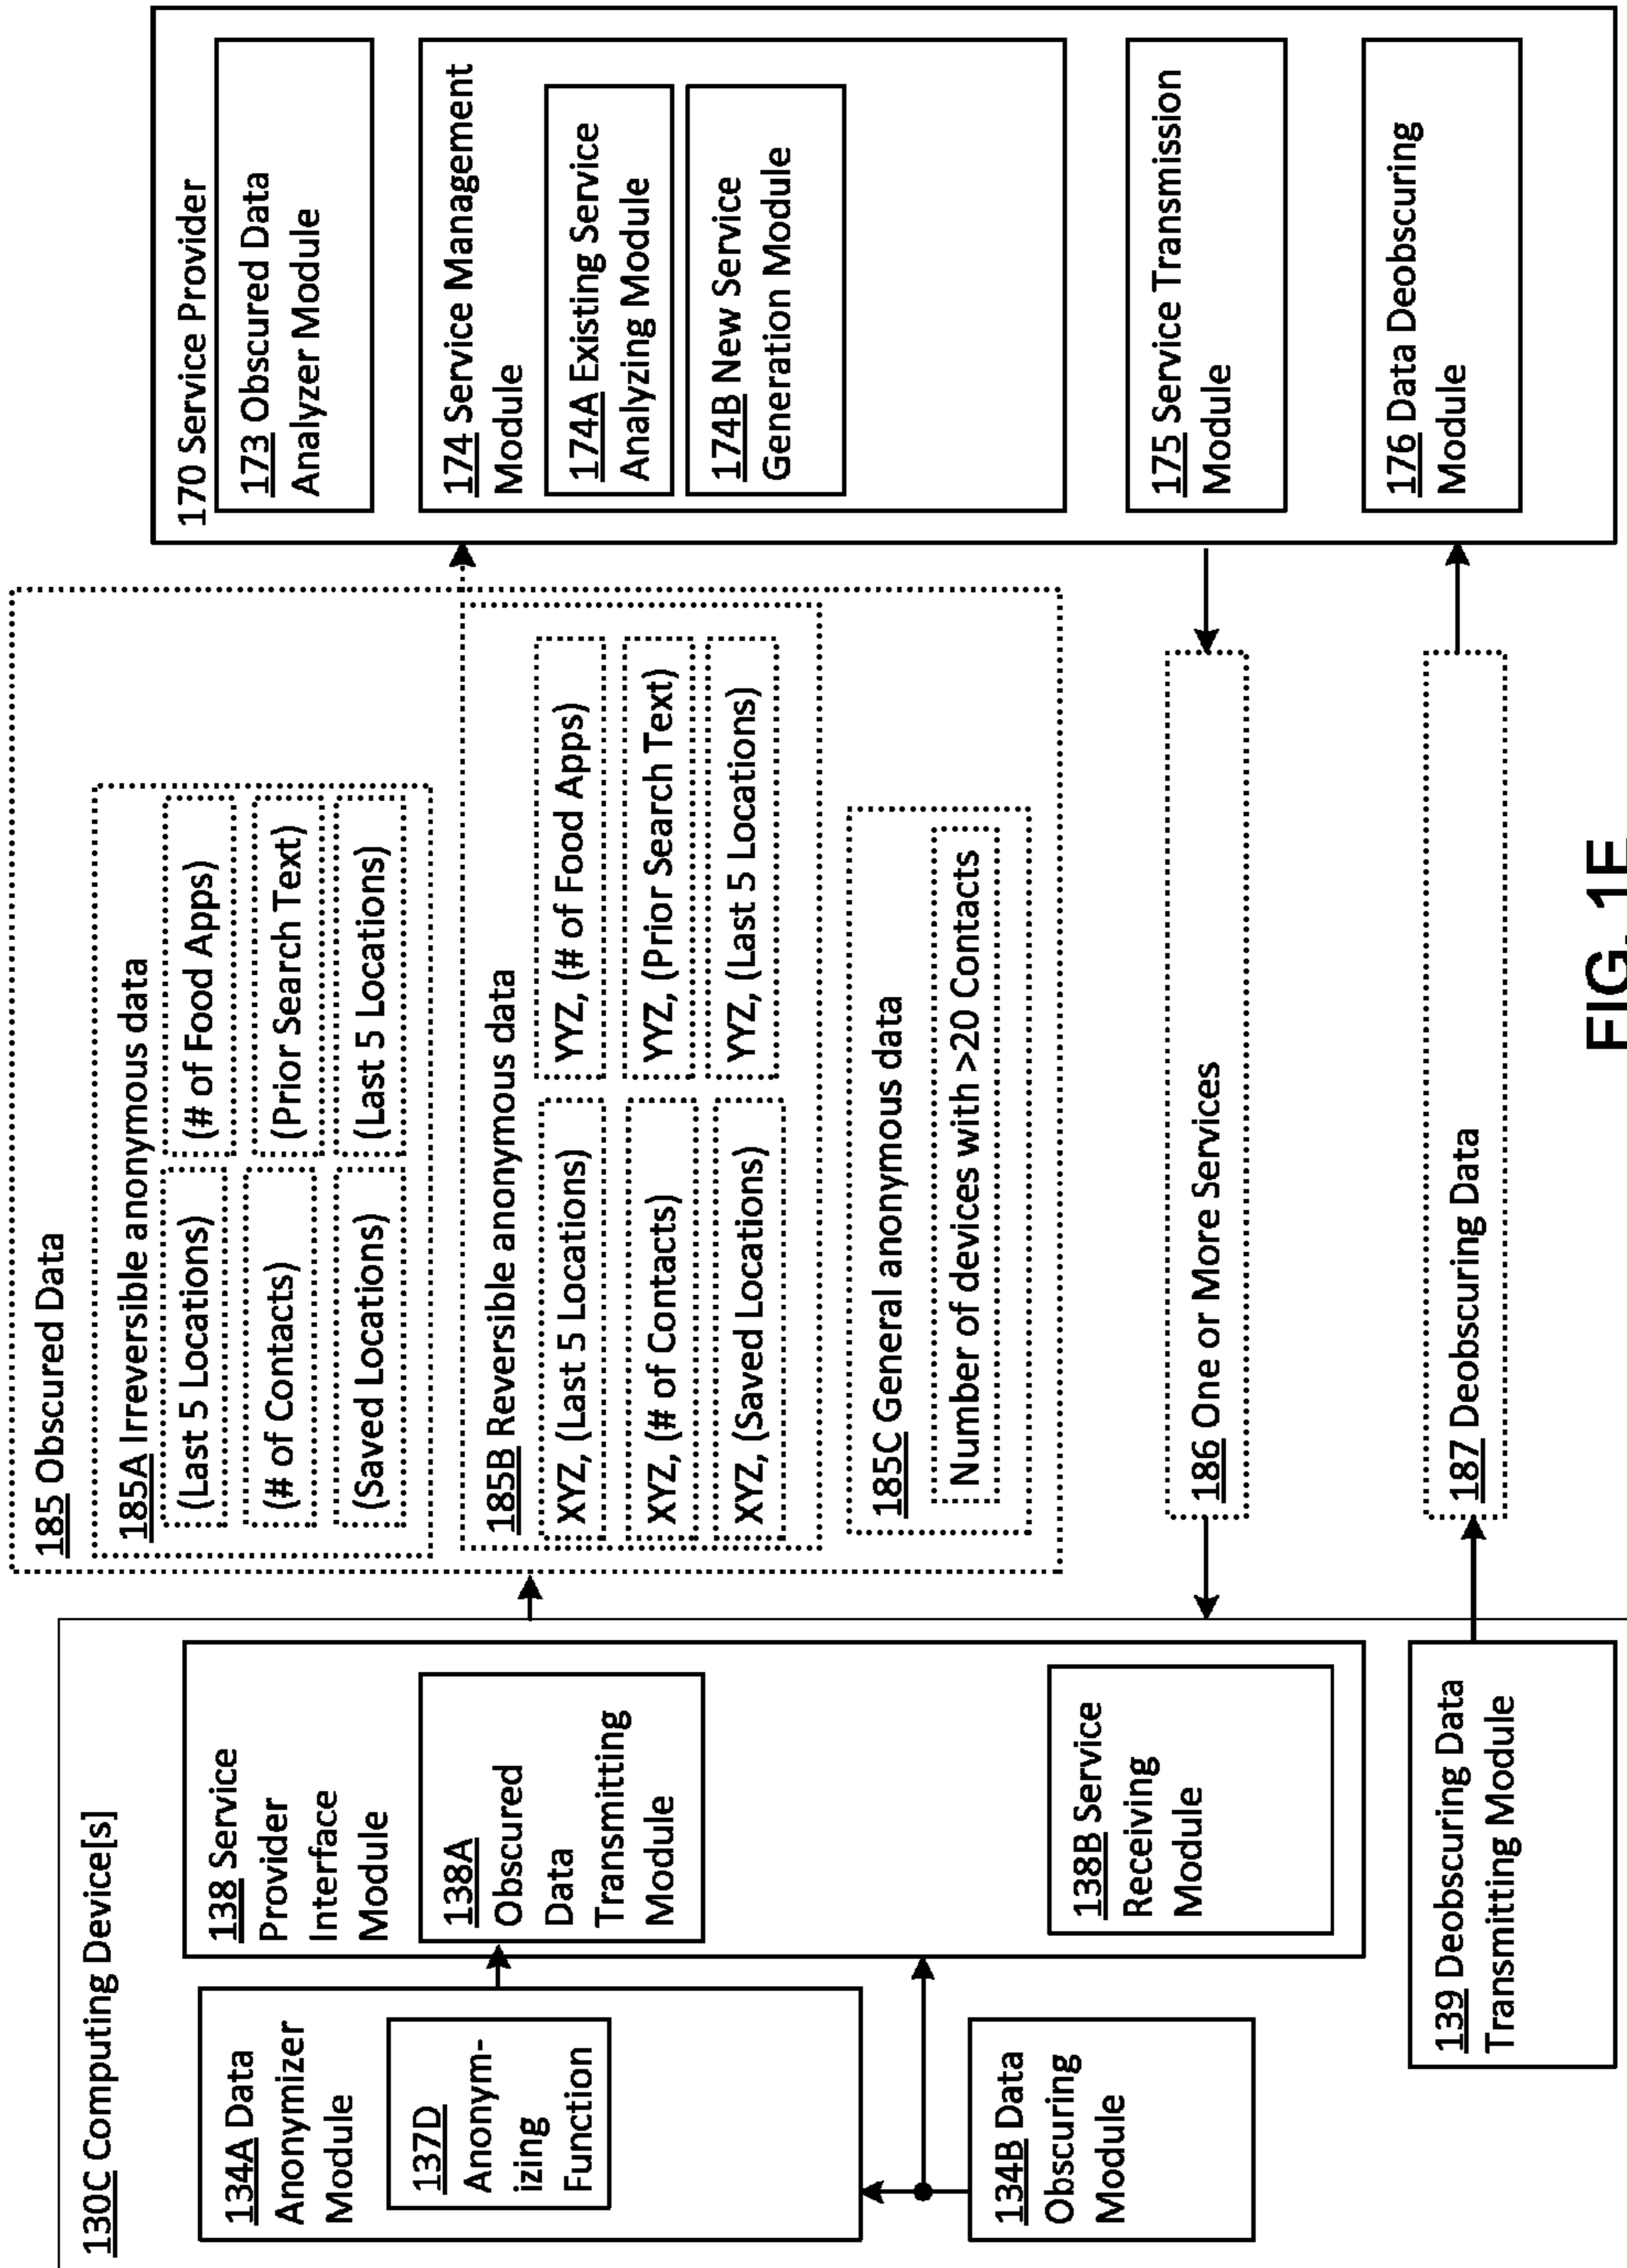 130C Computing Device[s]
134A Data
Anonymizer
Module
137D
Anonym-
izing
Function
134B Data
Obscuring
Module
138 Service
Provider
Interface
Module
138A
Obscured
Data
Transmitting
Module
138B Service
Receiving
Module
139 Deobscuring Data
Transmitting Module
185 Obscured Data
185A Irreversible anonymous data
(Last 5 Locations)
(# of Food Apps)
(# of Contacts)
(Prior Search Text)
(Saved Locations)
(Last 5 Locations)
185B Reversible anonymous data
XYZ, (Last 5 Locations)
YYZ, (# of Food Apps)
XYZ, (# of Contacts)
YYZ, (Prior Search Text)
XYZ, (Saved Locations)
YYZ, (Last 5 Locations)
185C General anonymous data
Number of devices with >20 Contacts
186 One or More Services
187 Deobscuring Data
170 Service Provider
173 Obscured Data
Analyzer Module
174 Service Management
Module
174A Existing Service
Analyzing Module
174B New Service
Generation Module
175 Service Transmission
Module
176 Data Deobscuring
Module